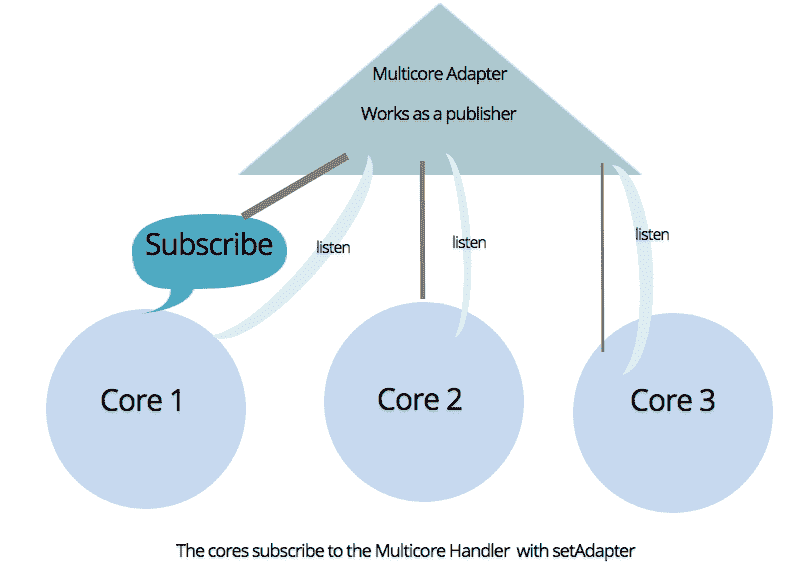 Multicore Adapter
Works as a publisher
Subscribe
listen
listen
listen
Core 1
Core 2
Core 3
The cores subscribe to the Multicore Handler with setAdapter